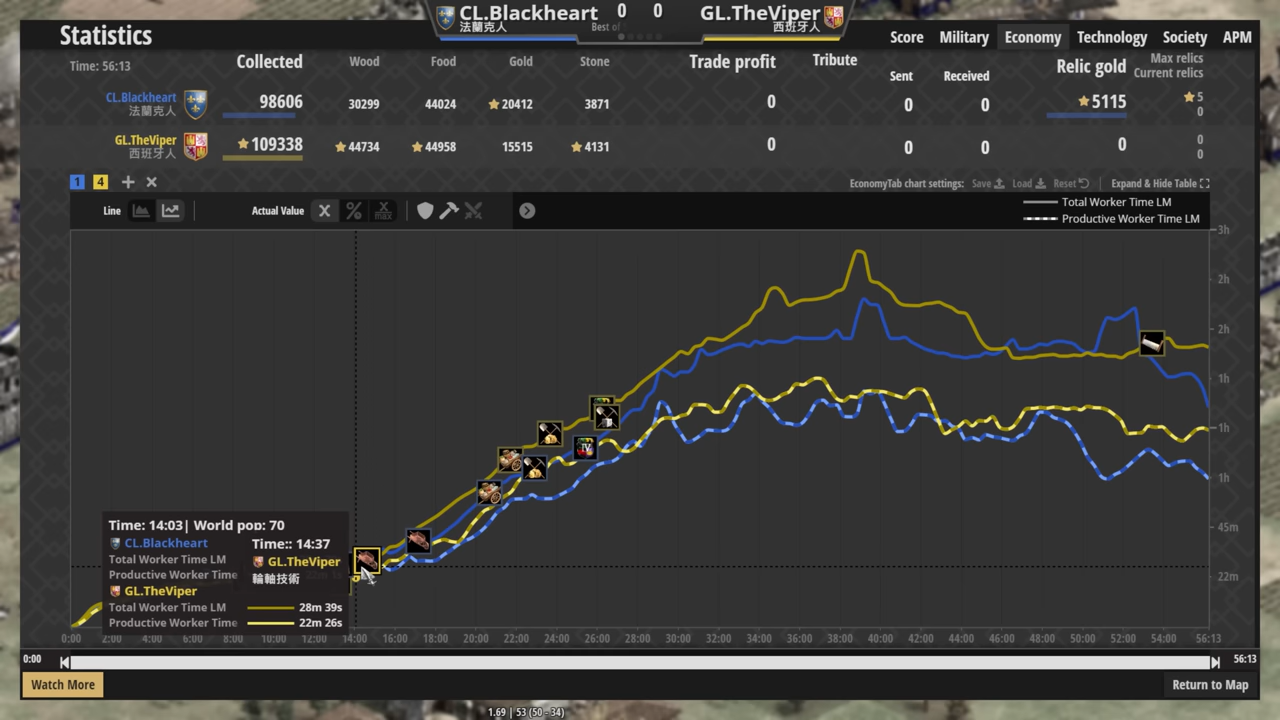 CL.Blackheart 0 0 GL.TheViper
法蘭克人 Best of 西班牙人
Statistics
Score Military Economy Technology Society APM
Time: 56:13
Collected Wood Food Gold Stone Trade profit Tribute Sent Received Relic gold Max relics
Current relics
CL.Blackheart 98606 30299 44024 20412 3871 0 0 0 5115 5
法蘭克人 0
GL.TheViper 109338 44734 44958 15515 4131 0 0 0 0 0
西班牙人 0
1 4 + × EconomyTab chart settings: Save Load Reset Expand & Hide Table
Line Actual Value X % X max
Total Worker Time LM
Productive Worker Time LM
3h
2h
2h
1h
1h
1h
45m
22m
IV
Time: 14:03| World pop: 70
CL.Blackheart
Total Worker Time LM
Productive Worker Time
GL.TheViper
Total Worker Time LM 28m 39s
Productive Worker Time 22m 26s
Time:: 14:37
GL.TheViper
輪軸技術
0:00 2:00 4:00 6:00 8:00 10:00 12:00 14:00 16:00 18:00 20:00 22:00 24:00 26:00 28:00 30:00 32:00 34:00 36:00 38:00 40:00 42:00 44:00 46:00 48:00 50:00 52:00 54:00 56:13
0:00 56:13
Watch More Return to Map
1.69 | 53 (50 - 34)